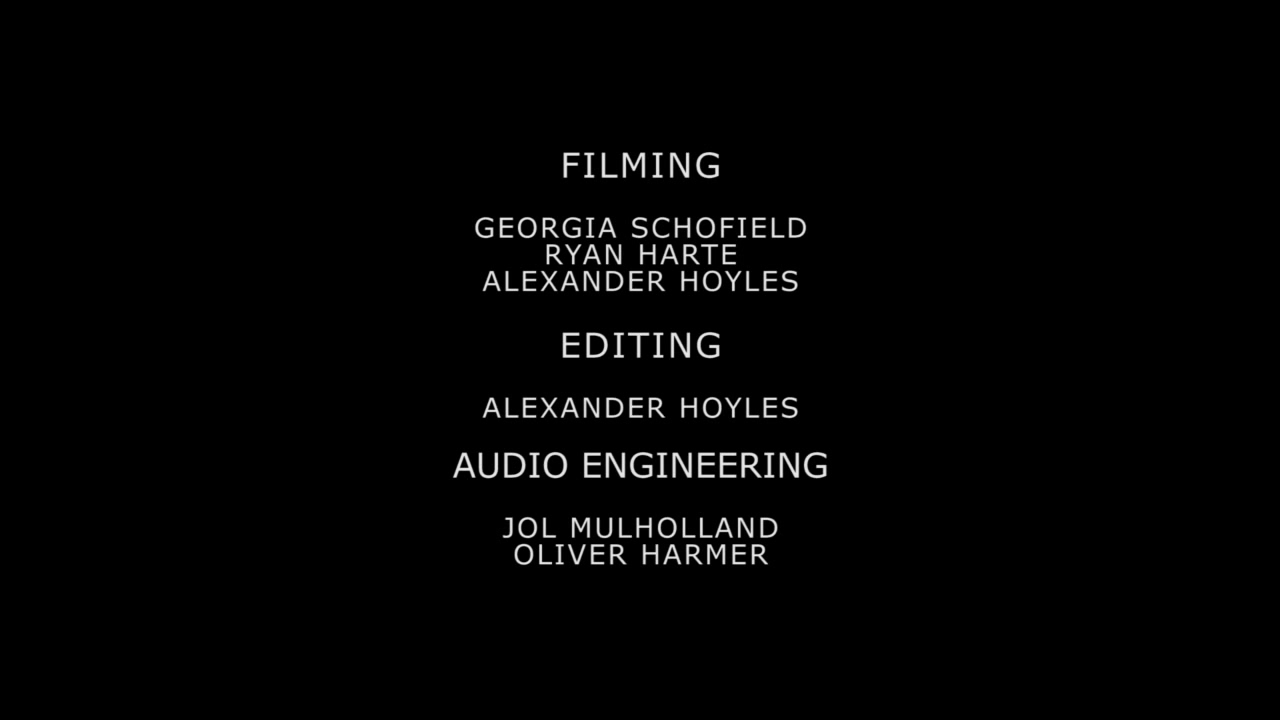 FILMING
GEORGIA SCHOFIELD
RYAN HARTE
ALEXANDER HOYLES
EDITING
ALEXANDER HOYLES
AUDIO ENGINEERING
JOL MULHOLLAND
OLIVER HARMER